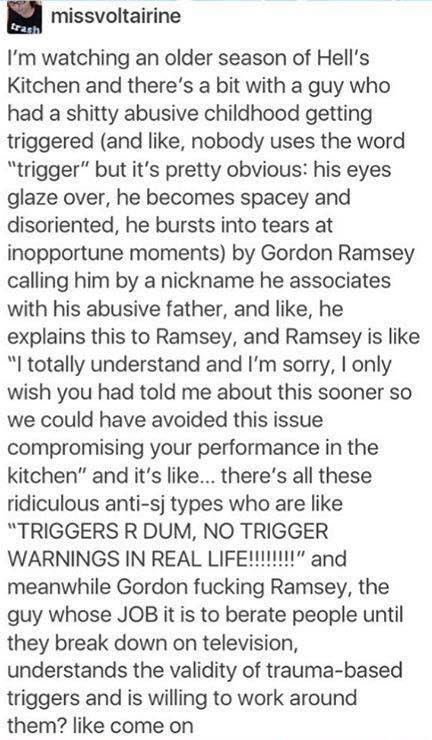 missvoltairine
trash
I'm watching an older season of Hell's
Kitchen and there's a bit with a guy who
had a shitty abusive childhood getting
triggered (and like, nobody uses the word
"trigger" but it's pretty obvious: his eyes
glaze over, he becomes spacey and
disoriented, he bursts into tears at
inopportune moments) by Gordon Ramsey
calling him by a nickname he associates
with his abusive father, and like, he
explains this to Ramsey, and Ramsey is like
"I totally understand and I'm sorry, I only
wish you had told me about this sooner so
we could have avoided this issue
compromising your performance in the
kitchen" and it's like... there's all these
ridiculous anti-sj types who are like
"TRIGGERS R DUM, NO TRIGGER
WARNINGS IN REAL LIFE!!!!!!!!" and
meanwhile Gordon fucking Ramsey, the
guy whose JOB it is to berate people until
they break down on television,
understands the validity of trauma-based
triggers and is willing to work around
them? like come on